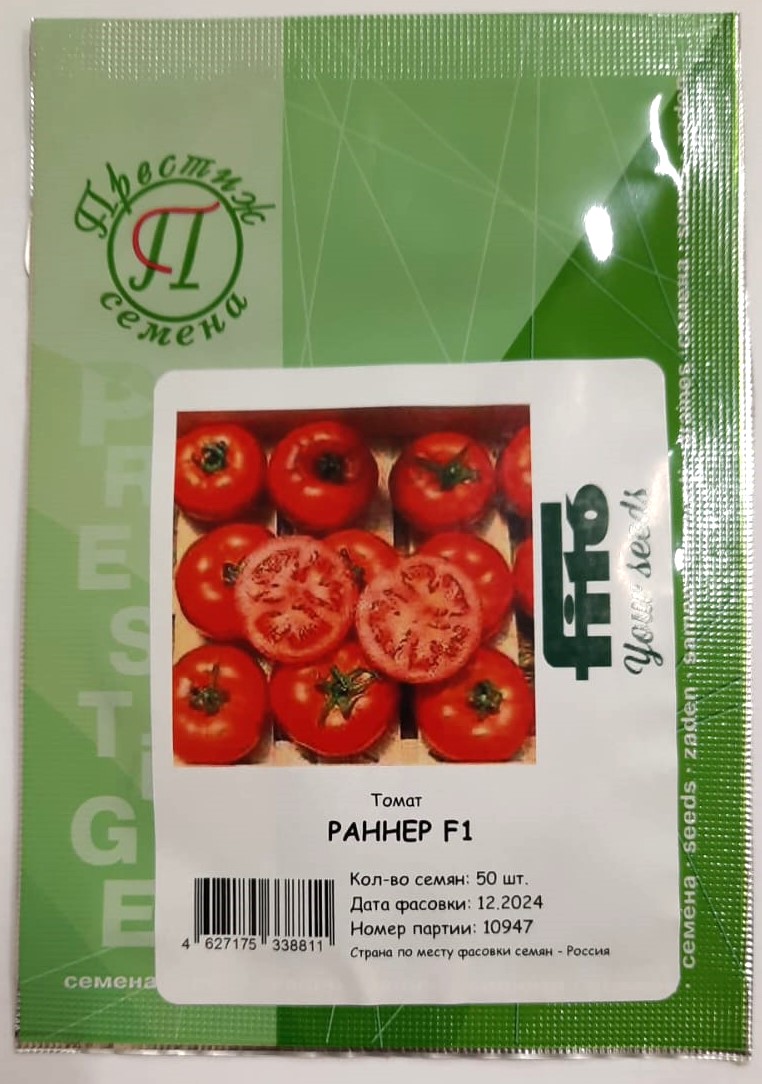 Престиж
П
семена
PRESTIGE
fitó
Your seeds
Томат
РАННЕР F1
Кол-во семян: 50 шт.
Дата фасовки: 12.2024
Номер партии: 10947
Страна по месту фасовки семян - Россия
4 627175 338811
семена
· семена · seeds · zaden